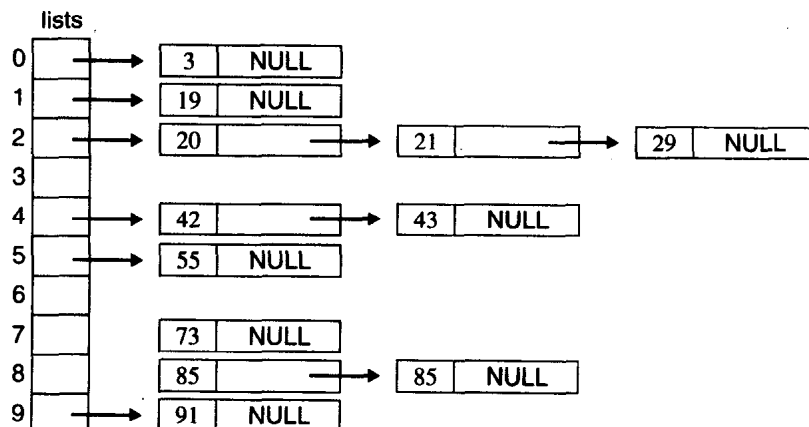 lists
0 3 NULL
1 19 NULL
2 20 21 29 NULL
3
4 42 43 NULL
5 55 NULL
6
7 73 NULL
8 85 85 NULL
9 91 NULL